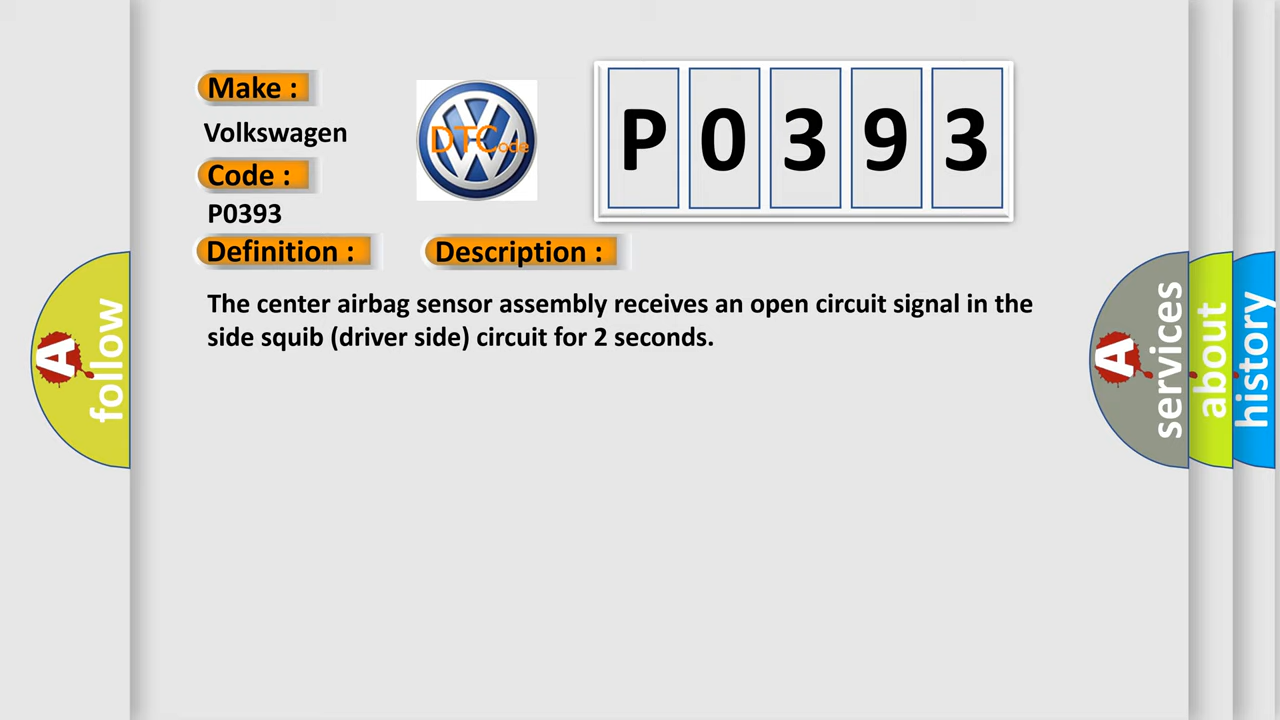 Make :
Volkswagen
Code :
P0393
Definition :
Description :
The center airbag sensor assembly receives an open circuit signal in the
side squib (driver side) circuit for 2 seconds.
DTCode
P0393
A follow
A services
about
history